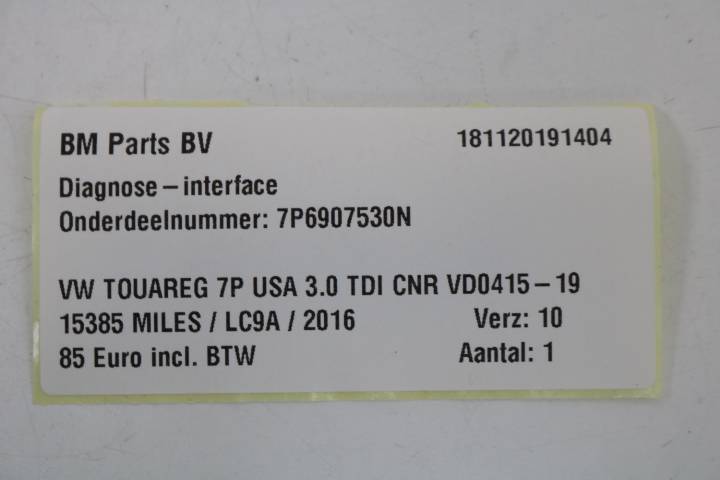 BM Parts BV 181120191404
Diagnose-interface
Onderdeelnummer: 7P6907530N
VW TOUAREG 7P USA 3.0 TDI CNR VD0415-19
15385 MILES / LC9A / 2016 Verz: 10
85 Euro incl. BTW Aantal: 1